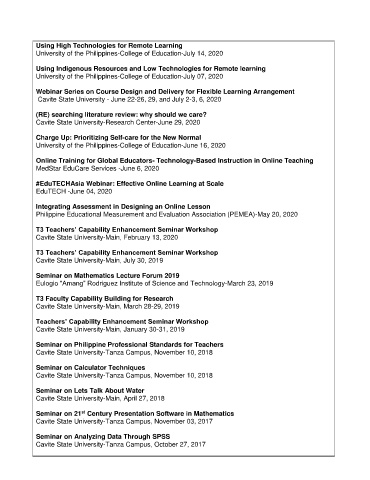 Using High Technologies for Remote Learning
University of the Philippines-College of Education-July 14, 2020
Using Indigenous Resources and Low Technologies for Remote learning
University of the Philippines-College of Education-July 07, 2020
Webinar Series on Course Design and Delivery for Flexible Learning Arrangement
Cavite State University - June 22-26, 29, and July 2-3, 6, 2020
(RE) searching literature review: why should we care?
Cavite State University-Research Center-June 29, 2020
Charge Up: Prioritizing Self-care for the New Normal
University of the Philippines-College of Education-June 16, 2020
Online Training for Global Educators- Technology-Based Instruction in Online Teaching
MedStar EduCare Services -June 6, 2020
#EduTECHAsia Webinar: Effective Online Learning at Scale
EduTECH -June 04, 2020
Integrating Assessment in Designing an Online Lesson
Philippine Educational Measurement and Evaluation Association (PEMEA)-May 20, 2020
T3 Teachers' Capability Enhancement Seminar Workshop
Cavite State University-Main, February 13, 2020
T3 Teachers' Capability Enhancement Seminar Workshop
Cavite State University-Main, July 30, 2019
Seminar on Mathematics Lecture Forum 2019
Eulogio "Amang" Rodriguez Institute of Science and Technology-March 23, 2019
T3 Faculty Capability Building for Research
Cavite State University-Main, March 28-29, 2019
Teachers' Capability Enhancement Seminar Workshop
Cavite State University-Main, January 30-31, 2019
Seminar on Philippine Professional Standards for Teachers
Cavite State University-Tanza Campus, November 10, 2018
Seminar on Calculator Techniques
Cavite State University-Tanza Campus, November 10, 2018
Seminar on Lets Talk About Water
Cavite State University-Main, April 27, 2018
Seminar on 21st Century Presentation Software in Mathematics
Cavite State University-Tanza Campus, November 03, 2017
Seminar on Analyzing Data Through SPSS
Cavite State University-Tanza Campus, October 27, 2017